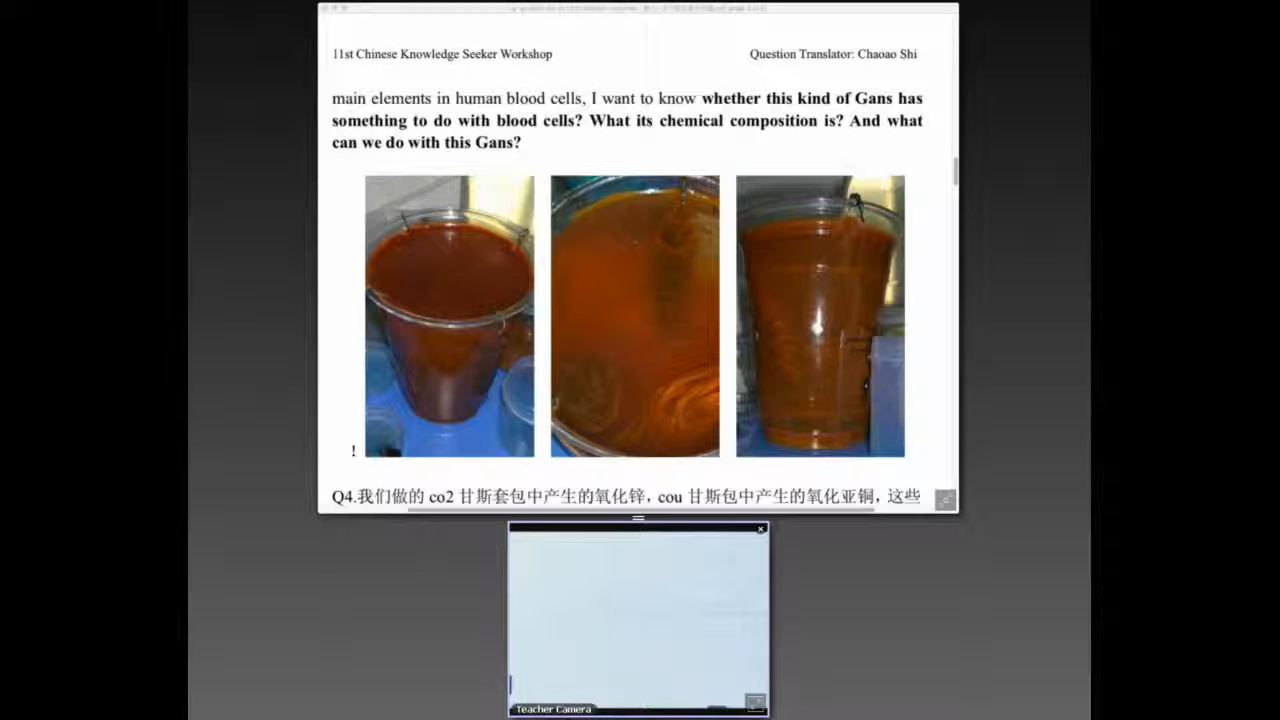 11st Chinese Knowledge Seeker Workshop
Question Translator: Chaoao Shi
main elements in human blood cells, I want to know whether this kind of Gans has
something to do with blood cells? What its chemical composition is? And what
can we do with this Gans?
!
Q4.我们做的 co2 甘斯套包中产生的氧化锌，cou 甘斯包中产生的氧化亚铜，这些
Teacher Camera